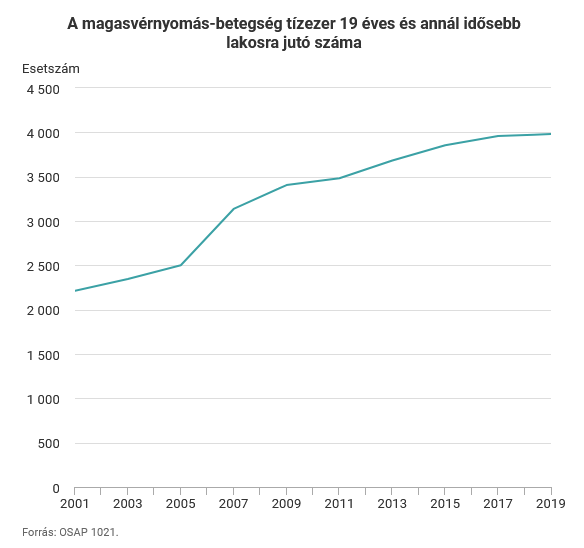 A magasvérnyomás-betegség tízezer 19 éves és annál idősebb
lakosra jutó száma
Esetszám
4 500
4 000
3 500
3 000
2 500
2 000
1 500
1 000
500
0
2001 2003 2005 2007 2009 2011 2013 2015 2017 2019
Forrás: OSAP 1021.